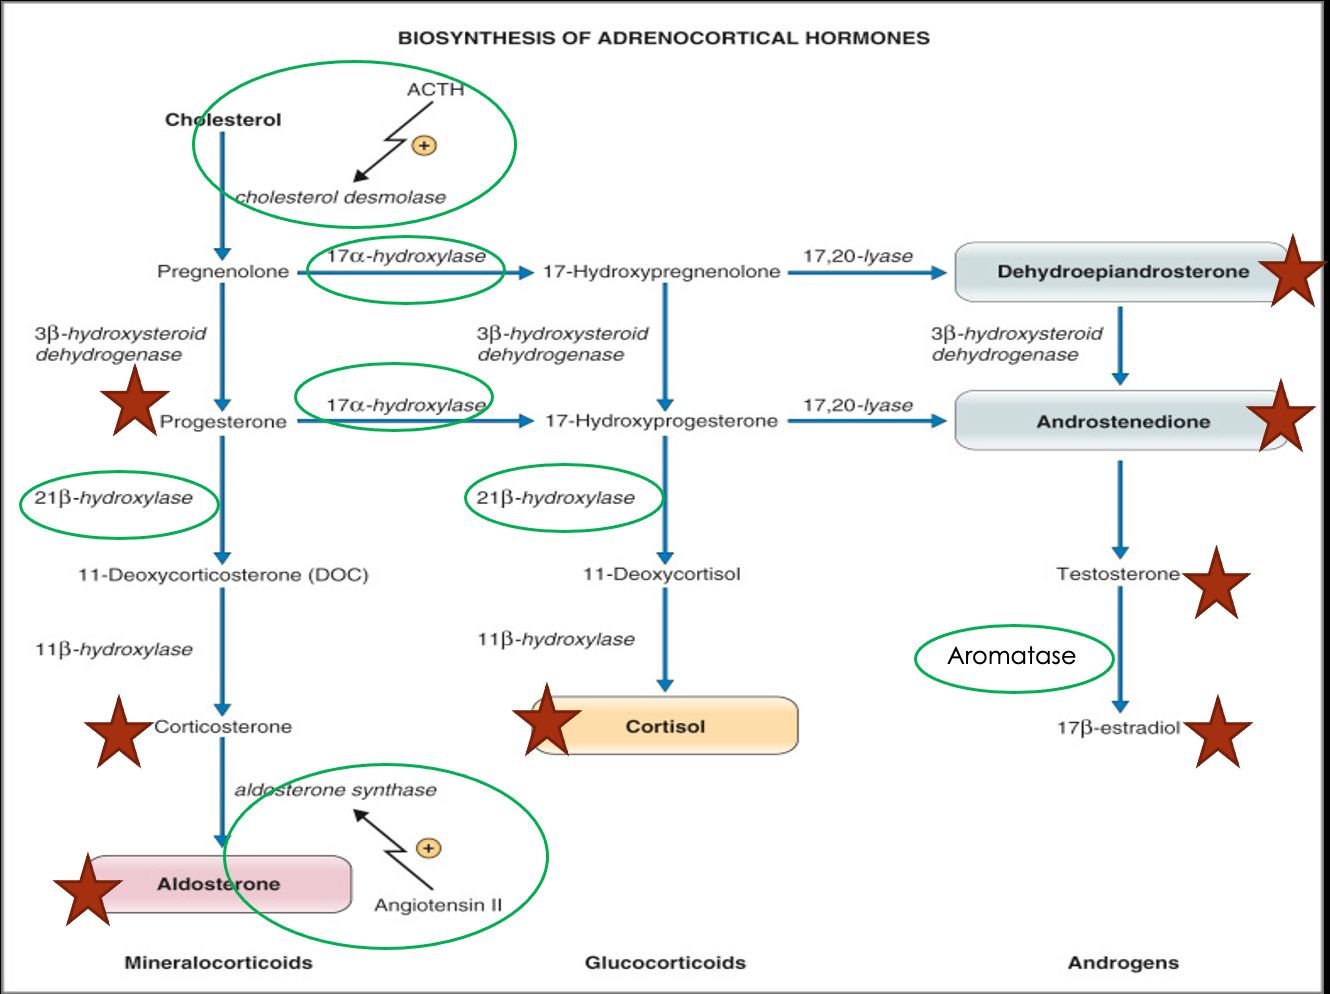 BIOSYNTHESIS OF ADRENOCORTICAL HORMONES
ACTH
Cholesterol
+
cholesterol desmolase
Pregnenolone
17α-hydroxylase
17-Hydroxypregnenolone
17,20-lyase
Dehydroepiandrosterone
3β-hydroxysteroid
dehydrogenase
3β-hydroxysteroid
dehydrogenase
3β-hydroxysteroid
dehydrogenase
Progesterone
17α-hydroxylase
17-Hydroxyprogesterone
17,20-lyase
Androstenedione
21β-hydroxylase
21β-hydroxylase
11-Deoxycorticosterone (DOC)
11-Deoxycortisol
Testosterone
11β-hydroxylase
11β-hydroxylase
Aromatase
Corticosterone
Cortisol
17β-estradiol
aldosterone synthase
+
Aldosterone
Angiotensin II
Mineralocorticoids
Glucocorticoids
Androgens